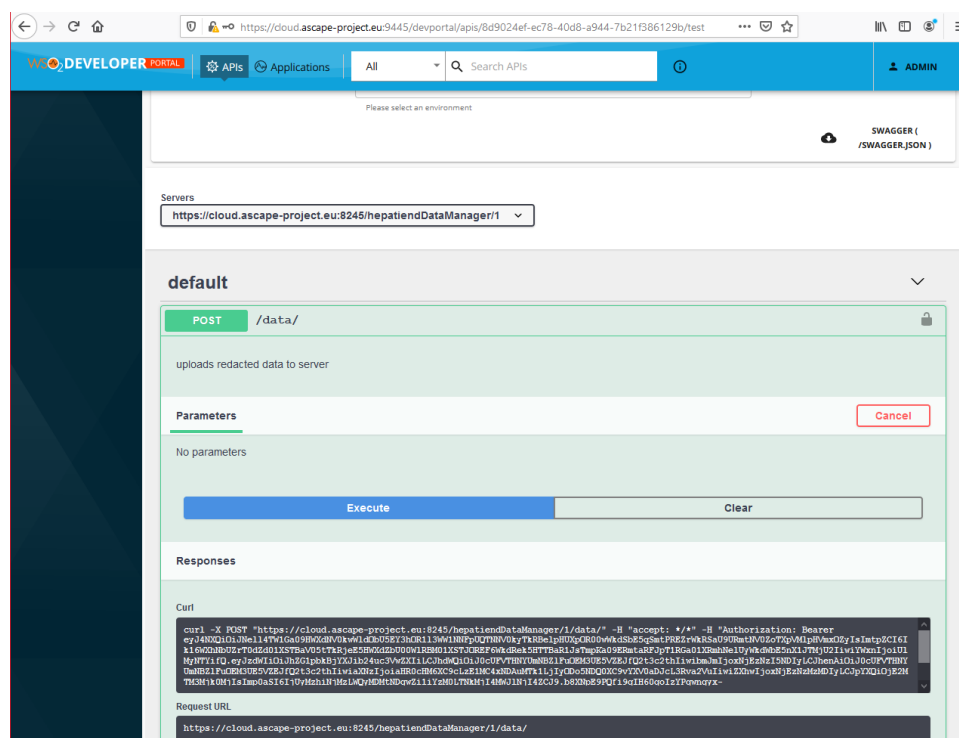 https://cloud.ascape-project.eu:9445/devportal/apis/8d9024ef-ec78-40d8-a944-7b21f386129b/test
WSO2 DEVELOPER PORTAL
APIs
Applications
All
Search APIs
ADMIN
Please select an environment
SWAGGER (
/SWAGGER.JSON )
Servers
https://cloud.ascape-project.eu:8245/hepatiendDataManager/1
default
POST /data/
uploads redacted data to server
Parameters
Cancel
No parameters
Execute
Clear
Responses
Curl
curl -X POST "https://cloud.ascape-project.eu:8245/hepatiendDataManager/1/data/" -H "accept: */*" -H "Authorization: Bearer
Request URL
https://cloud.ascape-project.eu:8245/hepatiendDataManager/1/data/